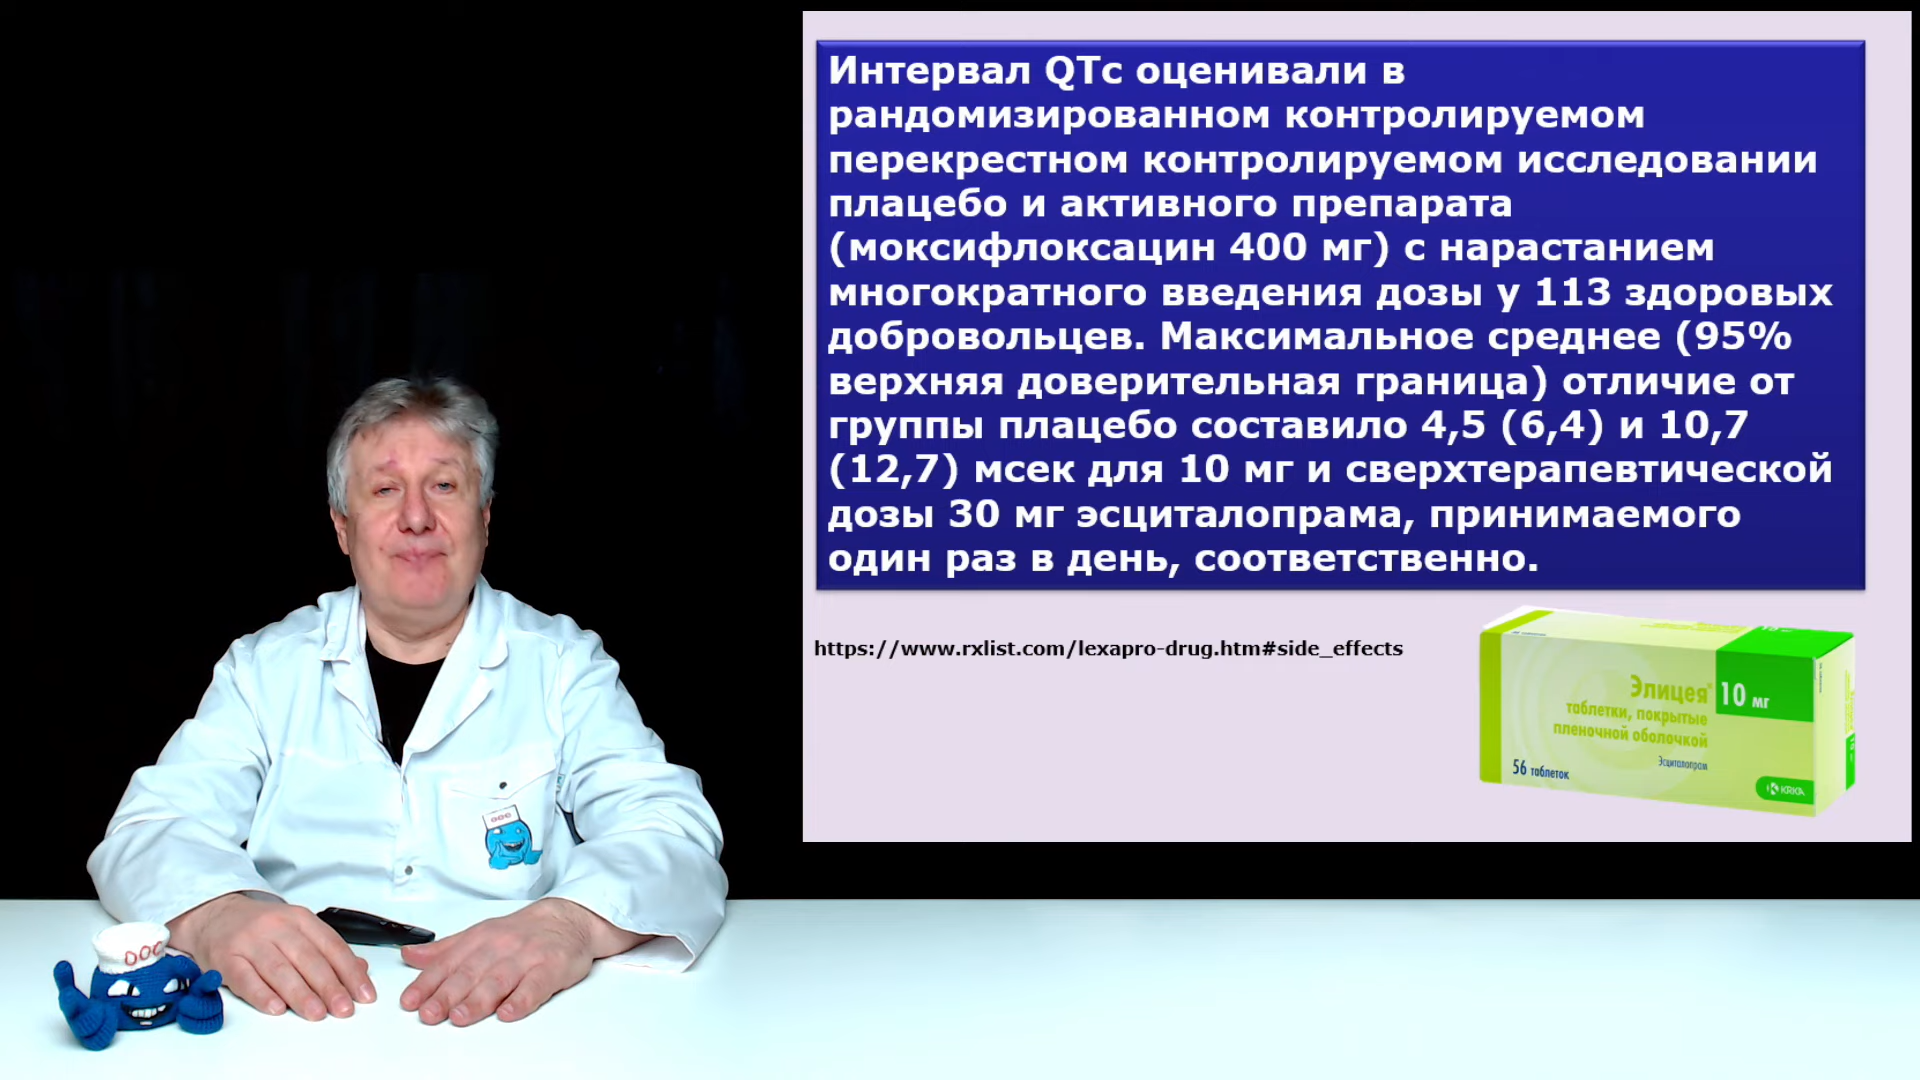 Интервал QTc оценивали в
рандомизированном контролируемом
перекрестном контролируемом исследовании
плацебо и активного препарата
(моксифлоксацин 400 мг) с нарастанием
многократного введения дозы у 113 здоровых
добровольцев. Максимальное среднее (95%
верхняя доверительная граница) отличие от
группы плацебо составило 4,5 (6,4) и 10,7
(12,7) мсек для 10 мг и сверхтерапевтической
дозы 30 мг эсциталопрама, принимаемого
один раз в день, соответственно.
https://www.rxlist.com/lexapro-drug.htm#side_effects
Элицея® 10 мг
таблетки, покрытые
пленочной оболочкой
Эсциталопрам
56 таблеток
KRKA
DOC